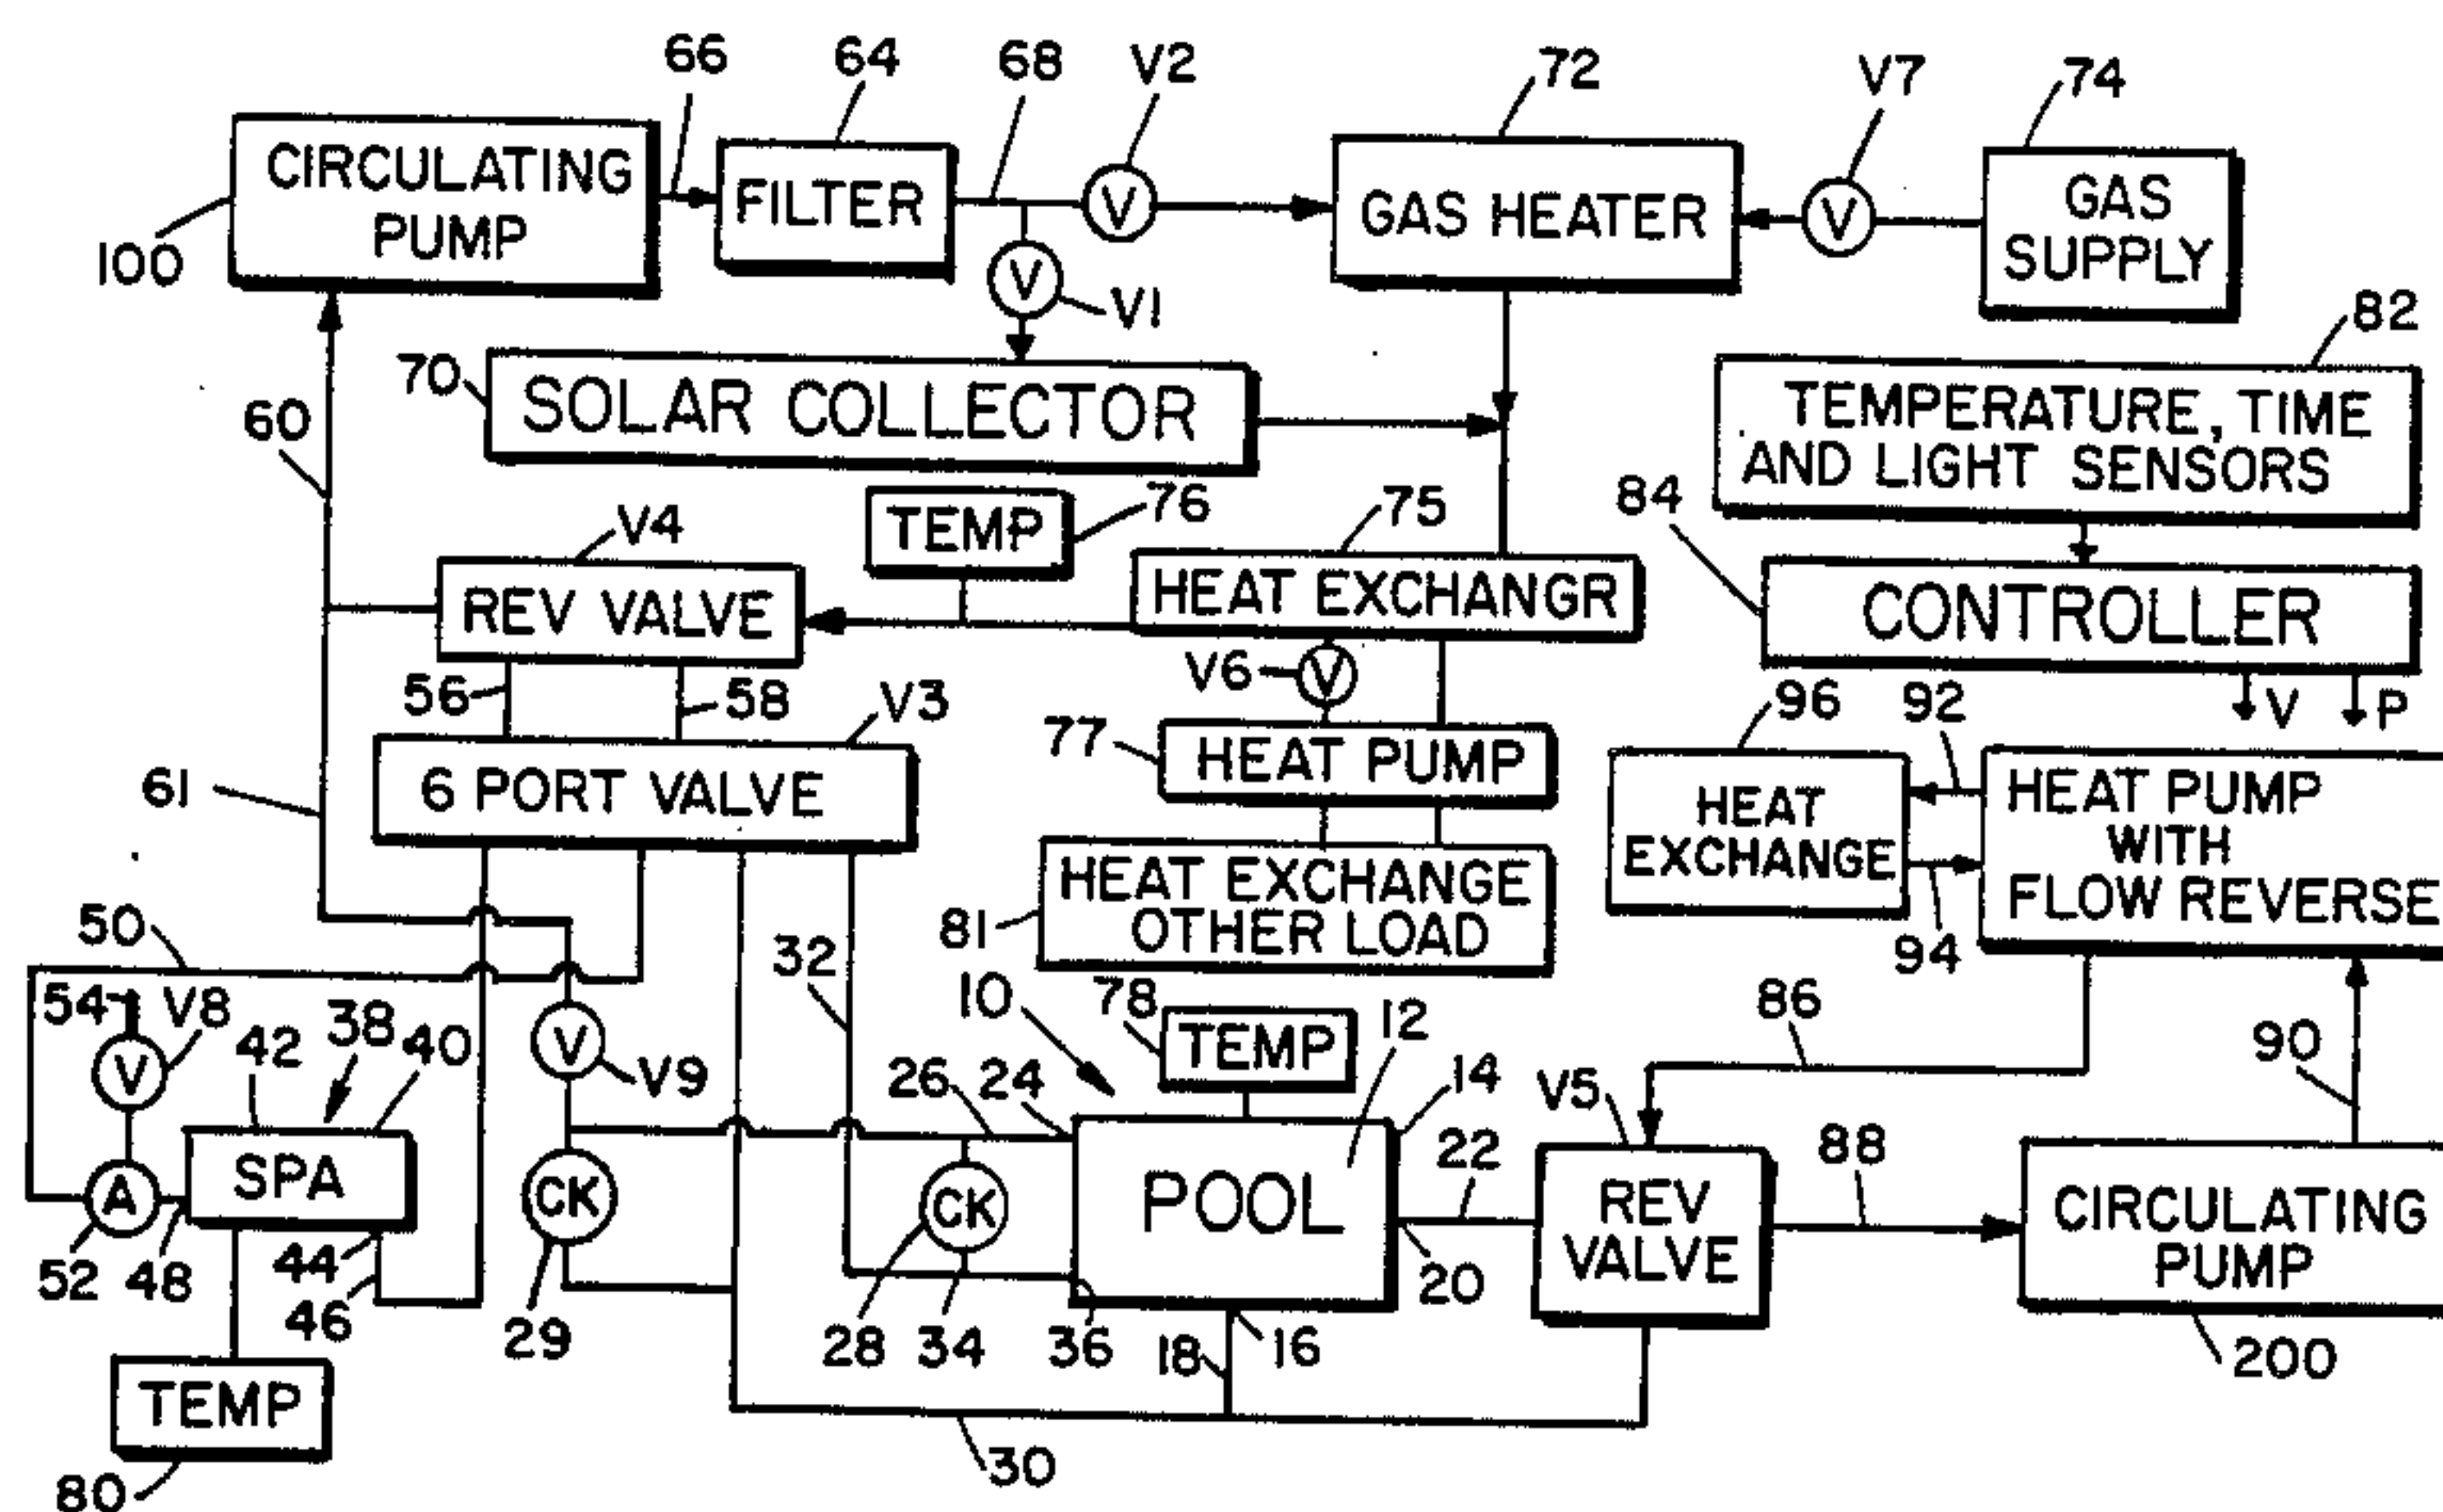 66
64
68
V2
72
V7
74
CIRCULATING
PUMP
FILTER
V
GAS HEATER
V
GAS
SUPPLY
100
V
V1
82
70
SOLAR COLLECTOR
TEMPERATURE, TIME
AND LIGHT SENSORS
60
V4
TEMP
76
75
84
REV VALVE
HEAT EXCHANGR
CONTROLLER
56
58
V3
V6
V
96
92
V
P
77
HEAT PUMP
61
6 PORT VALVE
HEAT
EXCHANGE
HEAT PUMP
WITH
FLOW REVERSE
HEAT EXCHANGE
OTHER LOAD
81
50
32
94
54
V8
38
10
78
12
86
V
42
40
V
V9
TEMP
90
26
24
14
V5
22
88
SPA
A
CK
CK
POOL
REV
VALVE
CIRCULATING
PUMP
52
48
44
46
29
28
34
36
18
16
20
200
TEMP
30
80